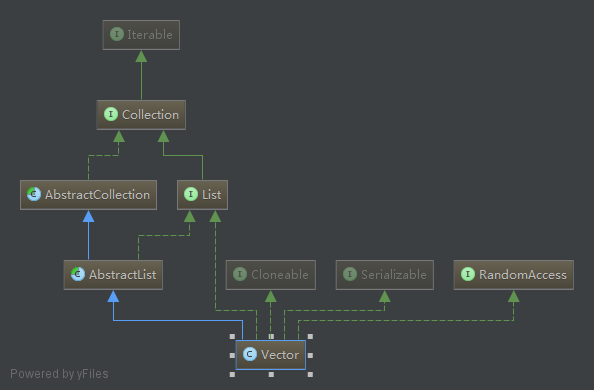 I Iterable
I Collection
C AbstractCollection
I List
C AbstractList
I Cloneable
I Serializable
I RandomAccess
C Vector
Powered by yFiles